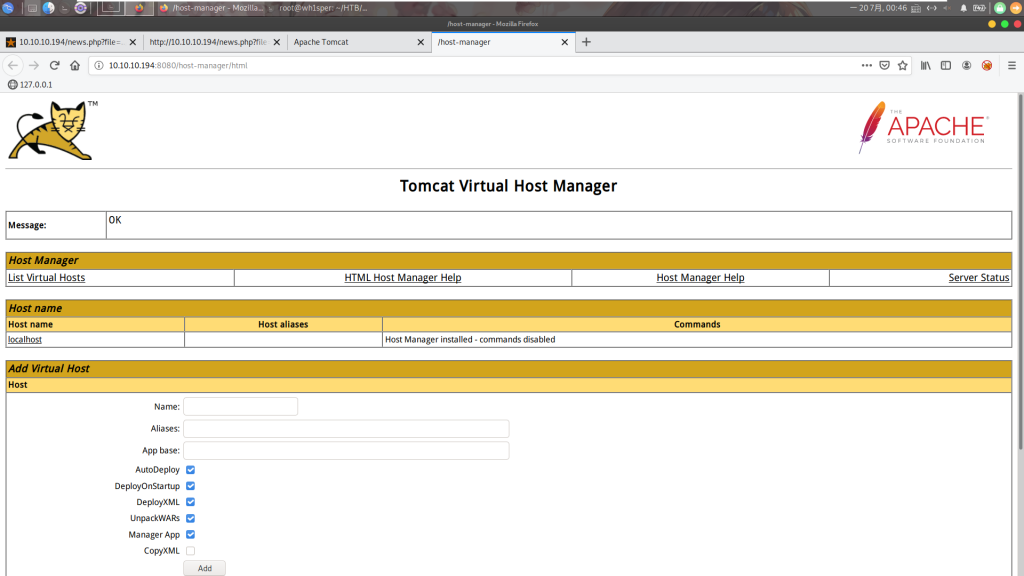 /host-manager - Mozilla...
root@wh1sper: ~/HTB/...
20 7月, 00:46
/host-manager - Mozilla Firefox
10.10.10.194/news.php?file=...
http://10.10.10.194/news.php?file
Apache Tomcat
/host-manager
10.10.10.194:8080/host-manager/html
127.0.0.1
TM
THE
APACHE
SOFTWARE FOUNDATION
Tomcat Virtual Host Manager
Message: OK
Host Manager
List Virtual Hosts HTML Host Manager Help Host Manager Help Server Status
Host name
Host name Host aliases Commands
localhost Host Manager installed - commands disabled
Add Virtual Host
Host
Name:
Aliases:
App base:
AutoDeploy
DeployOnStartup
DeployXML
UnpackWARs
Manager App
CopyXML
Add